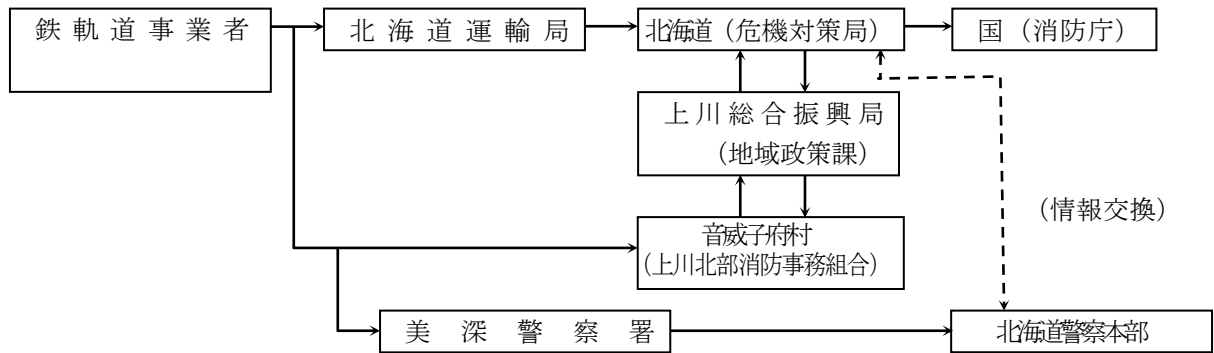 鉄軌道事業者
北海道運輸局
北海道（危機対策局）
国（消防庁）
上川総合振興局
（地域政策課）
（情報交換）
音威子府村
（上川北部消防事務組合）
美深警察署
北海道警察本部